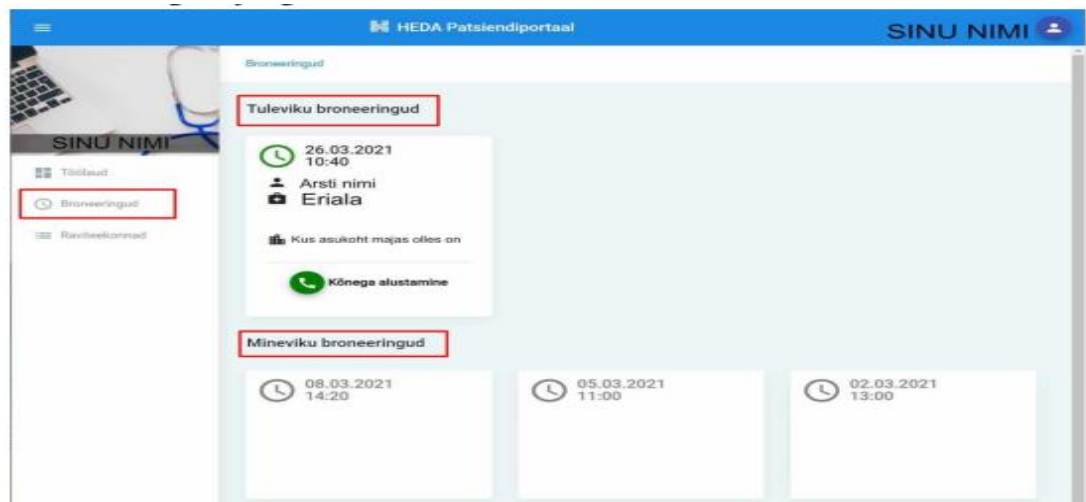 HEDA Patsiendiportaal
SINU NIMI
SINU NIMI
Töölaud
Broneeringud
Raviteekonnad
Broneeringud
Tuleviku broneeringud
26.03.2021
10:40
Arsti nimi
Eriala
Kus asukoht majas olles on
Kõnega alustamine
Mineviku broneeringud
08.03.2021
14:20
05.03.2021
11:00
02.03.2021
13:00